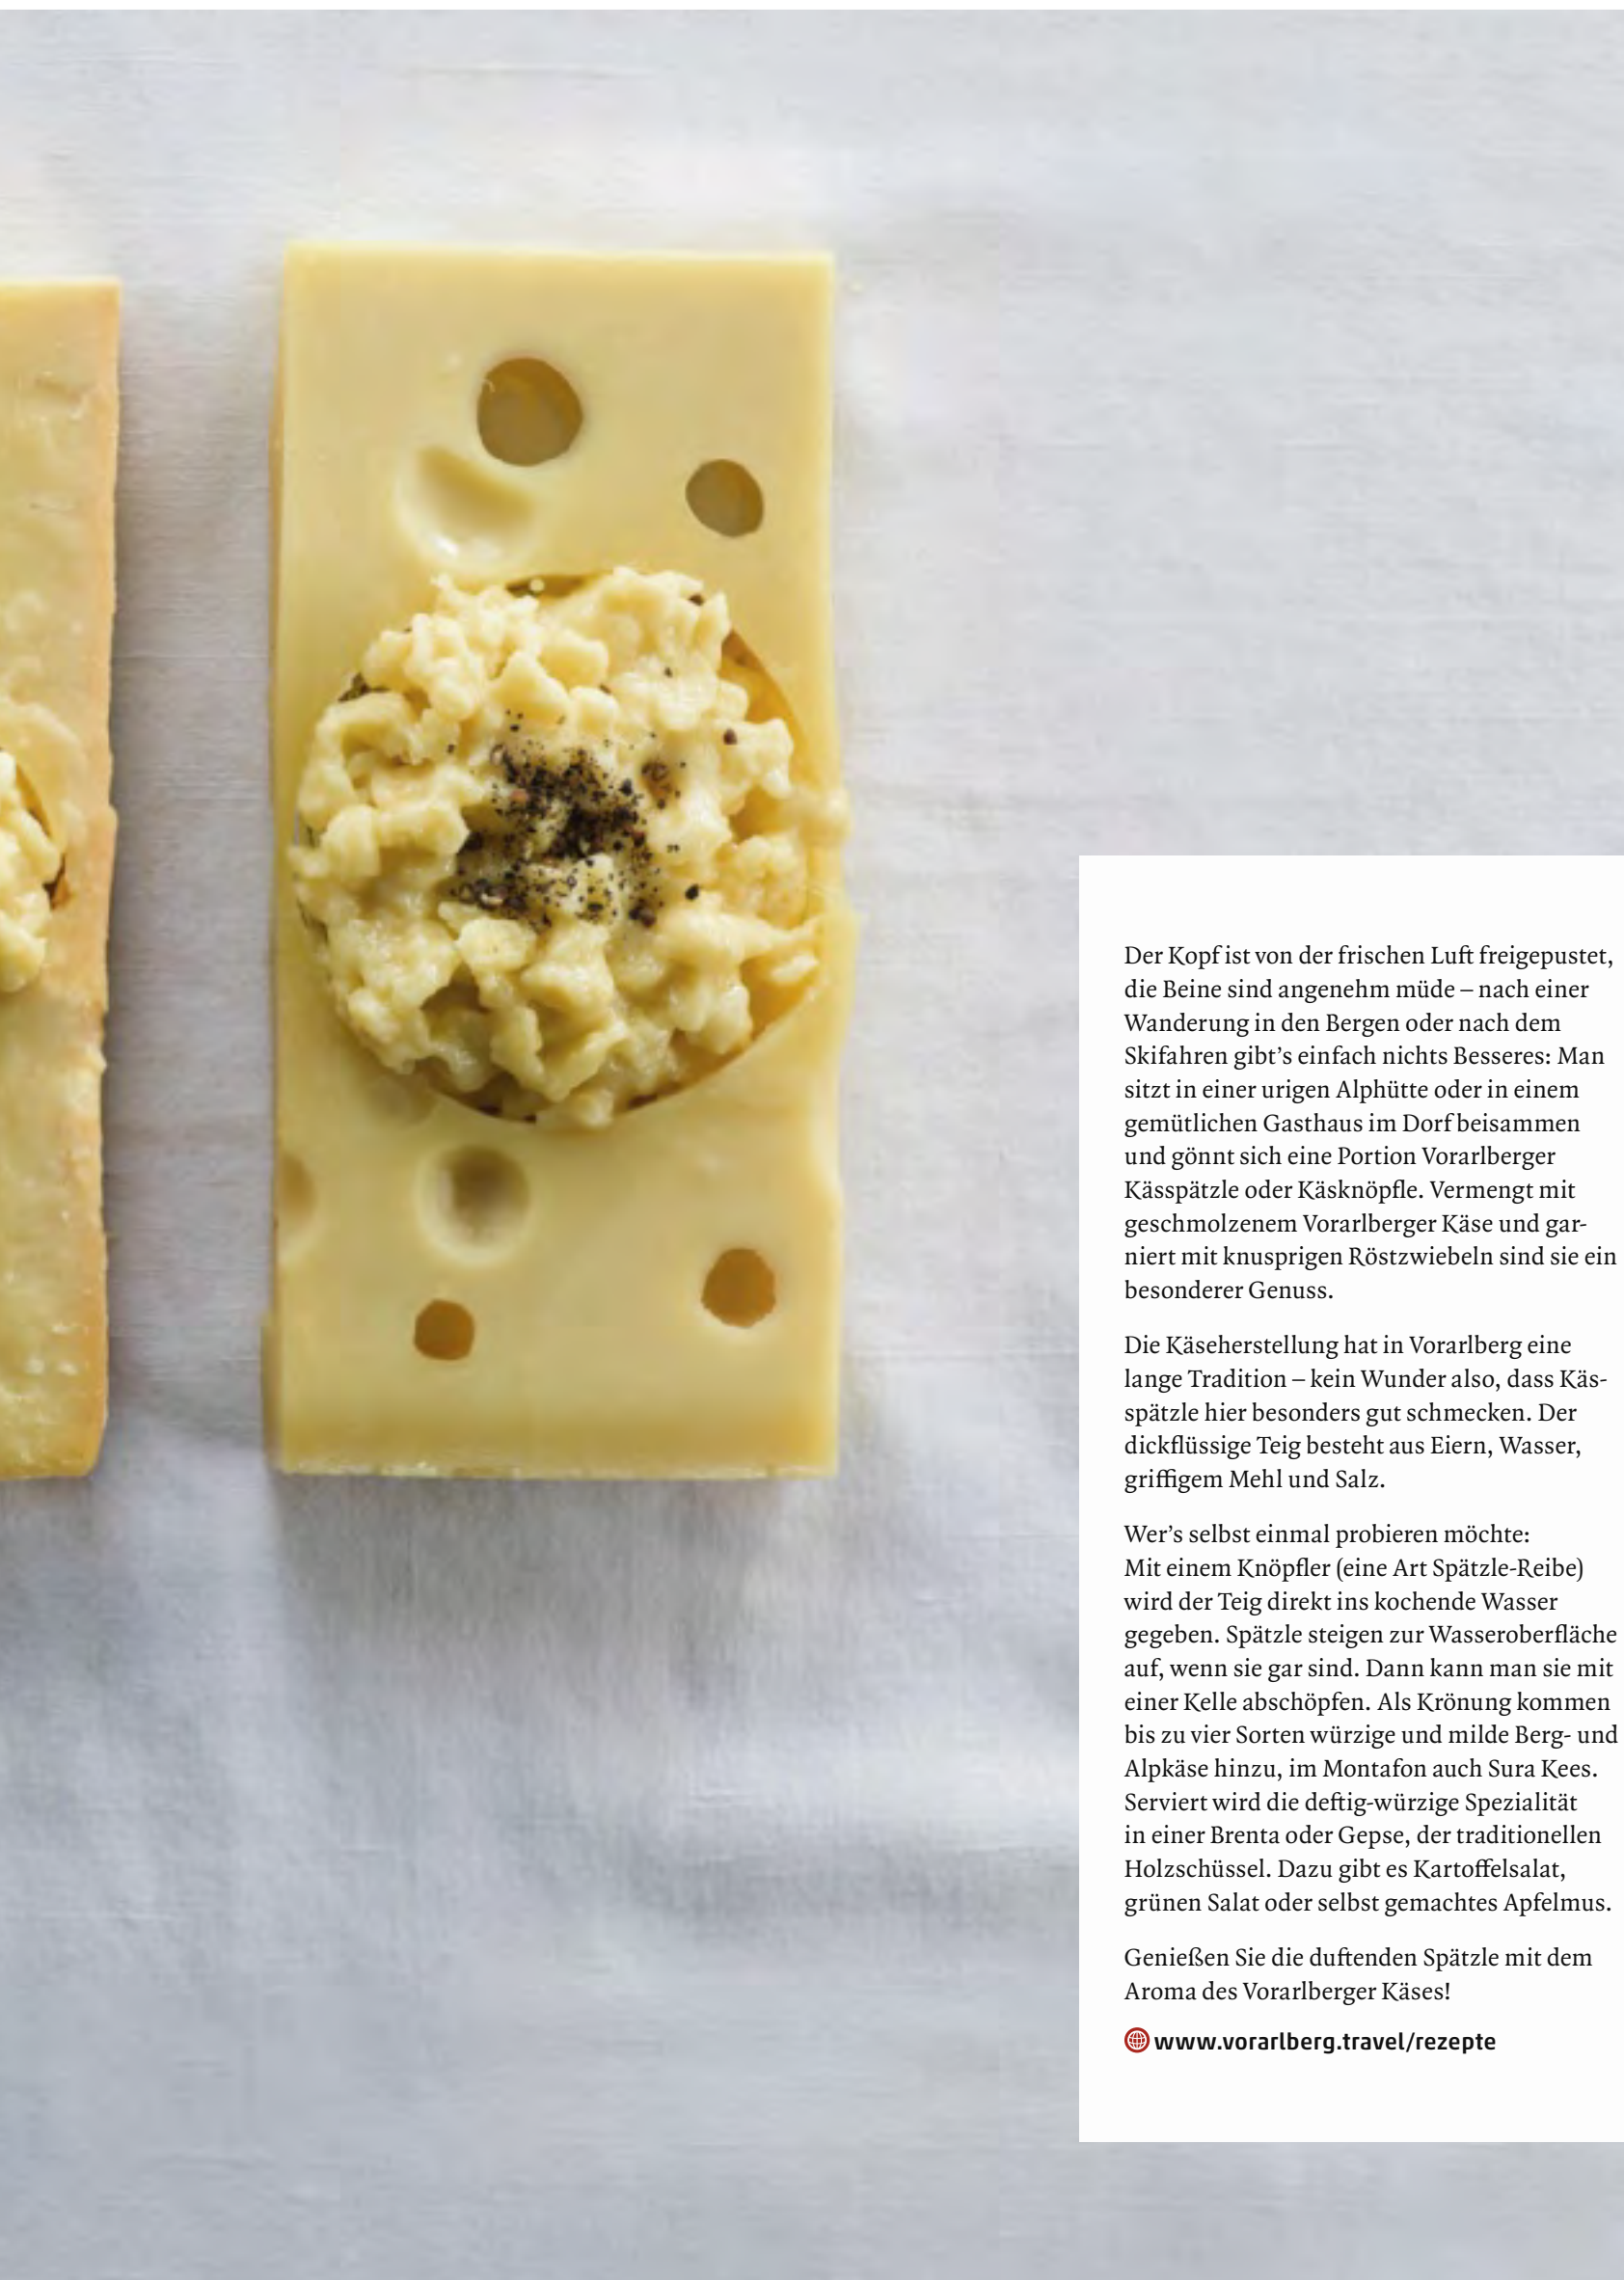 Der Kopf ist von der frischen Luft freigepustet,
die Beine sind angenehm müde – nach einer
Wanderung in den Bergen oder nach dem
Skifahren gibt’s einfach nichts Besseres: Man
sitzt in einer urigen Alphütte oder in einem
gemütlichen Gasthaus im Dorf beisammen
und gönnt sich eine Portion Vorarlberger
Kässpätzle oder Käsknöpfle. Vermengt mit
geschmolzenem Vorarlberger Käse und gar-
niert mit knusprigen Röstzwiebeln sind sie ein
besonderer Genuss.
Die Käseherstellung hat in Vorarlberg eine
lange Tradition – kein Wunder also, dass Käs-
spätzle hier besonders gut schmecken. Der
dickflüssige Teig besteht aus Eiern, Wasser,
griffigem Mehl und Salz.
Wer’s selbst einmal probieren möchte:
Mit einem Knöpfler (eine Art Spätzle-Reibe)
wird der Teig direkt ins kochende Wasser
gegeben. Spätzle steigen zur Wasseroberfläche
auf, wenn sie gar sind. Dann kann man sie mit
einer Kelle abschöpfen. Als Krönung kommen
bis zu vier Sorten würzige und milde Berg- und
Alpkäse hinzu, im Montafon auch Sura Kees.
Serviert wird die deftig-würzige Spezialität
in einer Brenta oder Gepse, der traditionellen
Holzschüssel. Dazu gibt es Kartoffelsalat,
grünen Salat oder selbst gemachtes Apfelmus.
Genießen Sie die duftenden Spätzle mit dem
Aroma des Vorarlberger Käses!
www.vorarlberg.travel/rezepte